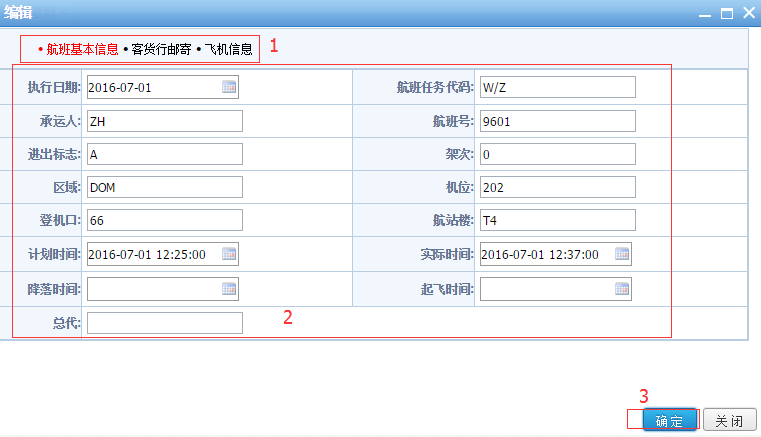 编辑
• 航班基本信息 • 客货行邮寄 • 飞机信息 1
执行日期: 2016-07-01 航班任务代码: W/Z
承运人: ZH 航班号: 9601
进出标志: A 架次: 0
区域: DOM 机位: 202
登机口: 66 航站楼: T4
计划时间: 2016-07-01 12:25:00 实际时间: 2016-07-01 12:37:00
降落时间: 起飞时间:
总代: 2
3
确定 关闭